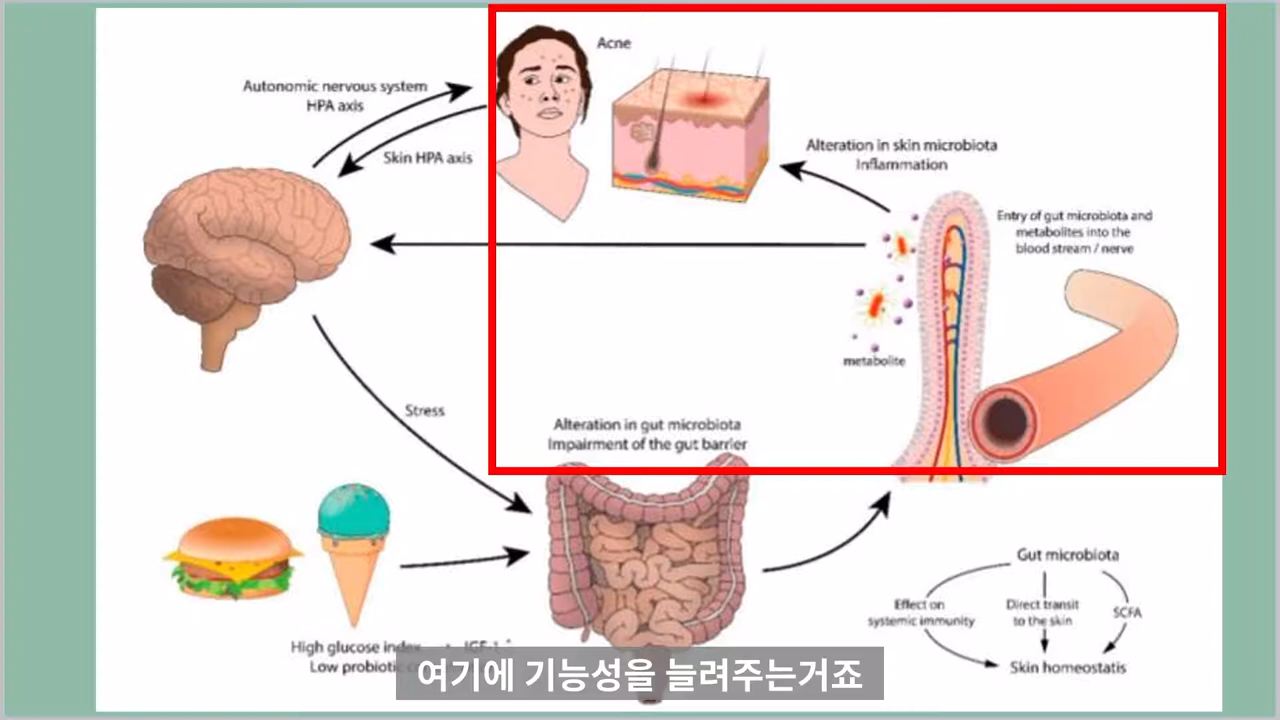 Acne
Autonomic nervous system
HPA axis
Skin HPA axis
Alteration in skin microbiota
Inflammation
Entry of gut microbiota and
metabolites into the
blood stream / nerve
metabolite
Stress
Alteration in gut microbiota
Impairment of the gut barrier
Gut microbiota
Effect on
systemic immunity
Direct transit
to the skin
SCFA
Skin homeostatis
High glucose index IGF-1
Low probiotic
여기에 기능성을 늘려주는거죠